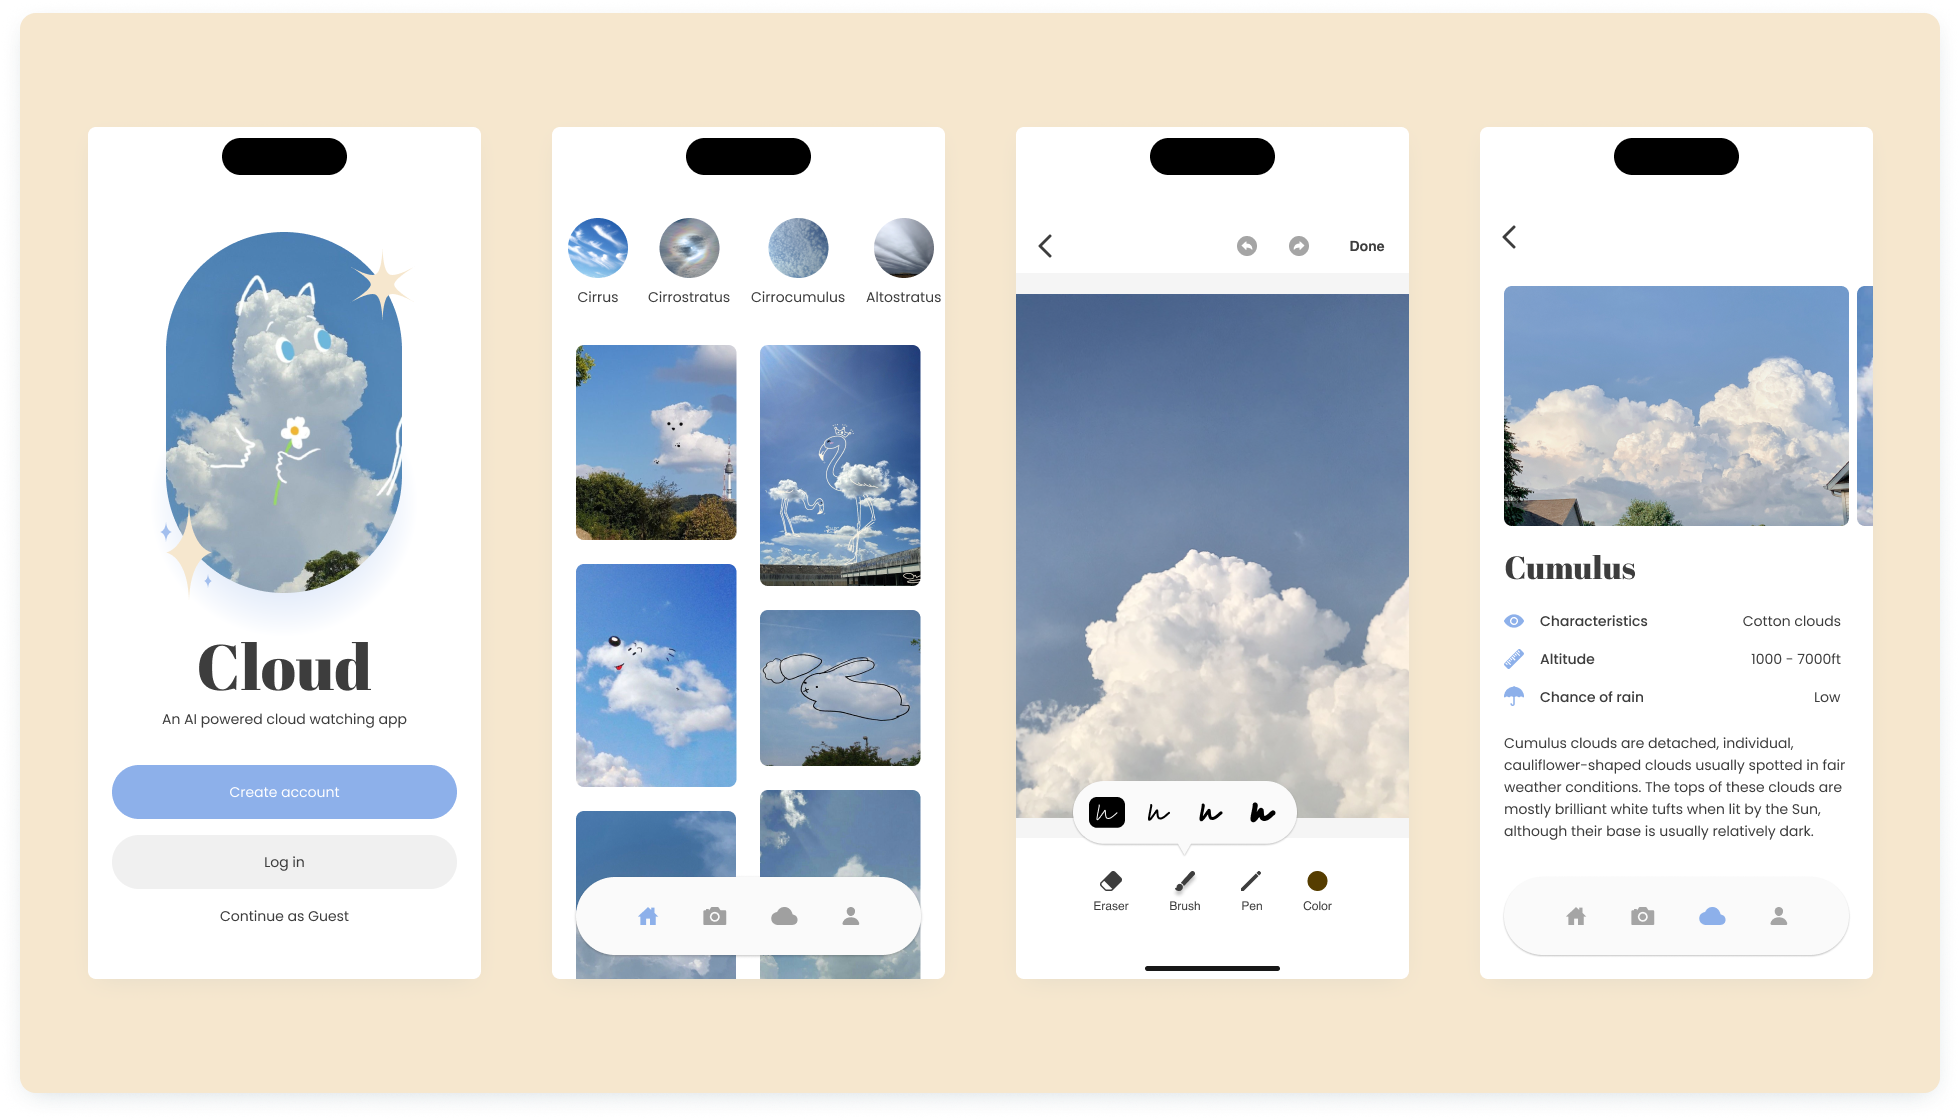 Cloud
An AI powered cloud watching app
Create account
Log in
Continue as Guest
Cirrus
Cirrostratus
Cirrocumulus
Altostratus
Done
Eraser
Brush
Pen
Color
Cumulus
Characteristics
Cotton clouds
Altitude
1000 - 7000ft
Chance of rain
Low
Cumulus clouds are detached, individual,
cauliflower-shaped clouds usually spotted in fair
weather conditions. The tops of these clouds are
mostly brilliant white tufts when lit by the Sun,
although their base is usually relatively dark.